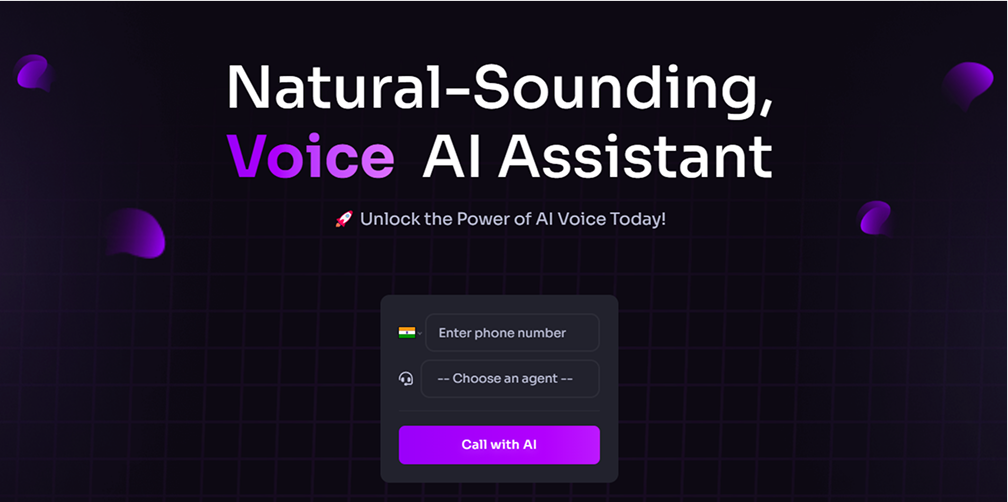 Natural-Sounding,
Voice AI Assistant
🚀 Unlock the Power of AI Voice Today!
Enter phone number
-- Choose an agent --
Call with AI